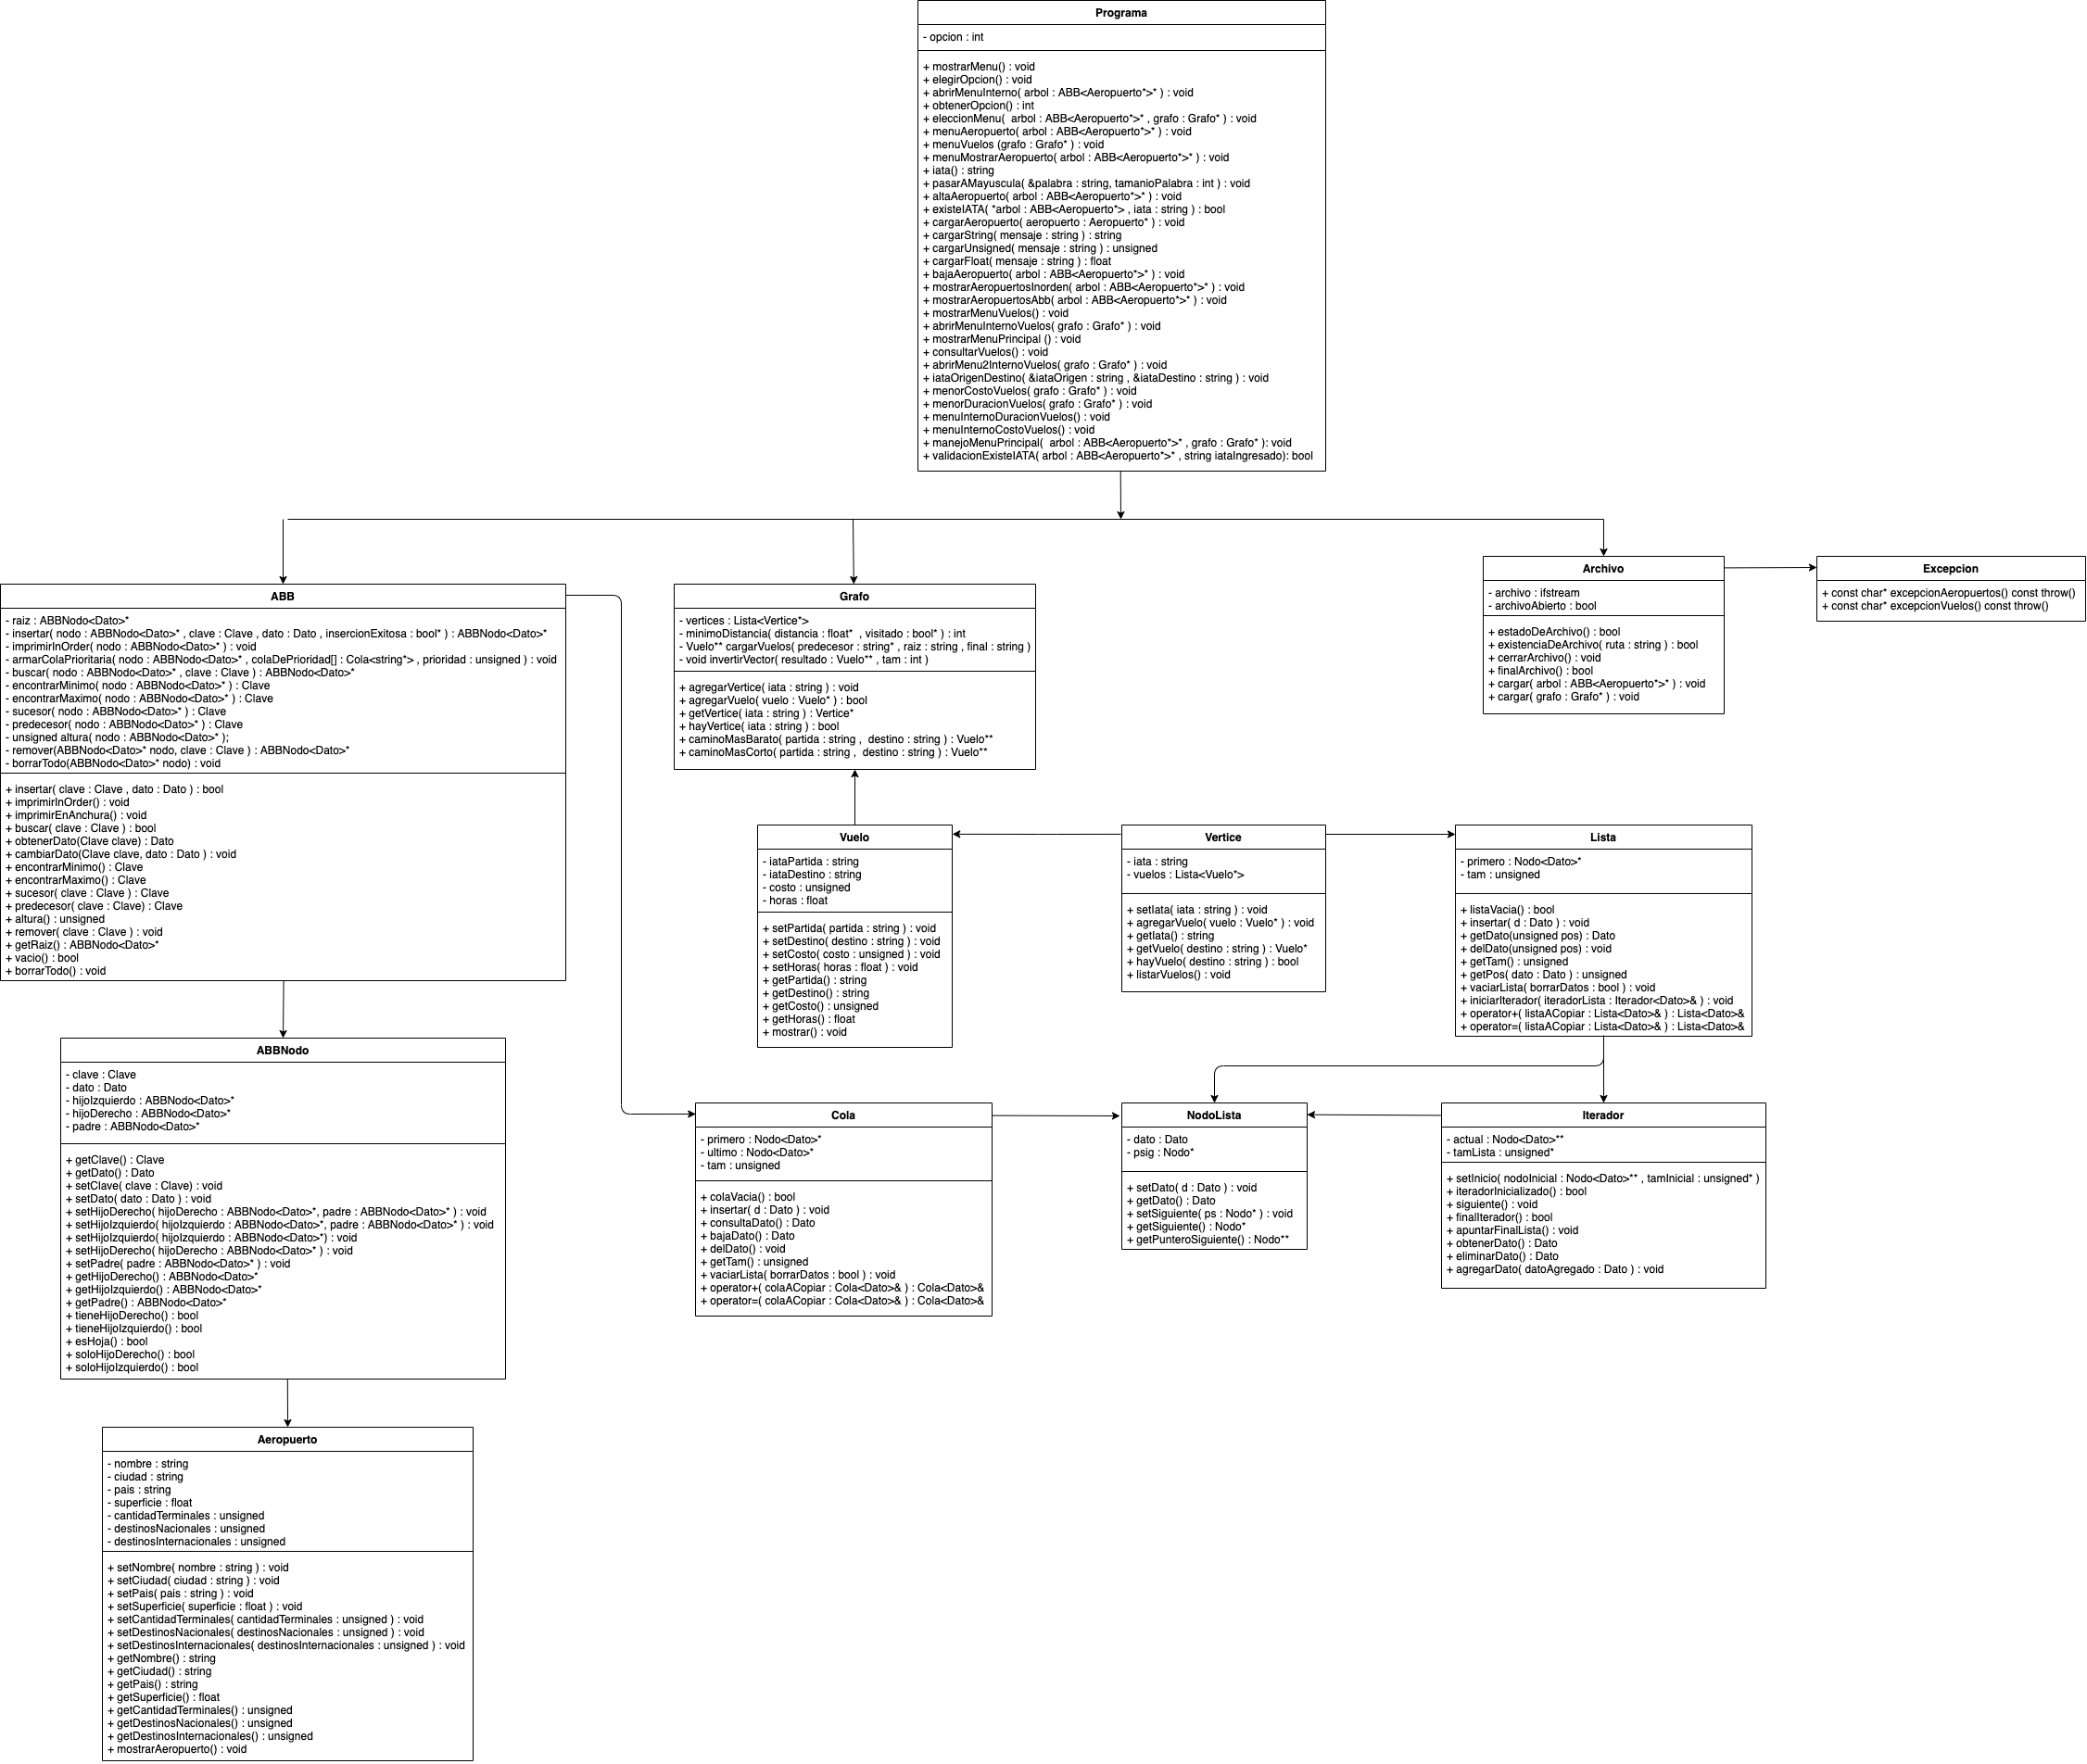 Programa
- opcion : int
+ mostrarMenu() : void
+ elegirOpcion() : void
+ abrirMenuInterno( arbol : ABB<Aeropuerto*>* ) : void
+ obtenerOpcion() : int
+ eleccionMenu(  arbol : ABB<Aeropuerto*>* , grafo : Grafo* ) : void
+ menuAeropuerto( arbol : ABB<Aeropuerto*>* ) : void
+ menuVuelos (grafo : Grafo* ) : void
+ menuMostrarAeropuerto( arbol : ABB<Aeropuerto*>* ) : void
+ iata() : string
+ pasarAMayuscula( &palabra : string, tamanioPalabra : int ) : void
+ altaAeropuerto( arbol : ABB<Aeropuerto*>* ) : void
+ existeIATA( *arbol : ABB<Aeropuerto*> , iata : string ) : bool
+ cargarAeropuerto( aeropuerto : Aeropuerto* ) : void
+ cargarString( mensaje : string ) : string
+ cargarUnsigned( mensaje : string ) : unsigned
+ cargarFloat( mensaje : string ) : float
+ bajaAeropuerto( arbol : ABB<Aeropuerto*>* ) : void
+ mostrarAeropuertosInorden( arbol : ABB<Aeropuerto*>* ) : void
+ mostrarAeropuertosAbb( arbol : ABB<Aeropuerto*>* ) : void
+ mostrarMenuVuelos() : void
+ abrirMenuInternoVuelos( grafo : Grafo* ) : void
+ mostrarMenuPrincipal () : void
+ consultarVuelos() : void
+ abrirMenu2InternoVuelos( grafo : Grafo* ) : void
+ iataOrigenDestino( &iataOrigen : string , &iataDestino : string ) : void
+ menorCostoVuelos( grafo : Grafo* ) : void
+ menorDuracionVuelos( grafo : Grafo* ) : void
+ menuInternoDuracionVuelos() : void
+ menuInternoCostoVuelos() : void
+ manejoMenuPrincipal(  arbol : ABB<Aeropuerto*>* , grafo : Grafo* ): void
+ validacionExisteIATA( arbol : ABB<Aeropuerto*>* , string iataIngresado): bool
ABB
- raiz : ABBNodo<Dato>*
- insertar( nodo : ABBNodo<Dato>* , clave : Clave , dato : Dato , insercionExitosa : bool* ) : ABBNodo<Dato>*
- imprimirInOrder( nodo : ABBNodo<Dato>* ) : void
- armarColaPrioritaria( nodo : ABBNodo<Dato>* , colaDePrioridad[] : Cola<string*> , prioridad : unsigned ) : void
- buscar( nodo : ABBNodo<Dato>* , clave : Clave ) : ABBNodo<Dato>*
- encontrarMinimo( nodo : ABBNodo<Dato>* ) : Clave
- encontrarMaximo( nodo : ABBNodo<Dato>* ) : Clave
- sucesor( nodo : ABBNodo<Dato>* ) : Clave
- predecesor( nodo : ABBNodo<Dato>* ) : Clave
- unsigned altura( nodo : ABBNodo<Dato>* );
- remover(ABBNodo<Dato>* nodo, clave : Clave ) : ABBNodo<Dato>*
- borrarTodo(ABBNodo<Dato>* nodo) : void
+ insertar( clave : Clave , dato : Dato ) : bool
+ imprimirInOrder() : void
+ imprimirEnAnchura() : void
+ buscar( clave : Clave ) : bool
+ obtenerDato(Clave clave) : Dato
+ cambiarDato(Clave clave, dato : Dato ) : void
+ encontrarMinimo() : Clave
+ encontrarMaximo() : Clave
+ sucesor( clave : Clave ) : Clave
+ predecesor( clave : Clave) : Clave
+ altura() : unsigned
+ remover( clave : Clave ) : void
+ getRaiz() : ABBNodo<Dato>*
+ vacio() : bool
+ borrarTodo() : void
Grafo
- vertices : Lista<Vertice*>
- minimoDistancia( distancia : float*  , visitado : bool* ) : int
- Vuelo** cargarVuelos( predecesor : string* , raiz : string , final : string )
- void invertirVector( resultado : Vuelo** , tam : int )
+ agregarVertice( iata : string ) : void
+ agregarVuelo( vuelo : Vuelo* ) : bool
+ getVertice( iata : string ) : Vertice*
+ hayVertice( iata : string ) : bool
+ caminoMasBarato( partida : string ,  destino : string ) : Vuelo**
+ caminoMasCorto( partida : string ,  destino : string ) : Vuelo**
Archivo
- archivo : ifstream
- archivoAbierto : bool
+ estadoDeArchivo() : bool
+ existenciaDeArchivo( ruta : string ) : bool
+ cerrarArchivo() : void
+ finalArchivo() : bool
+ cargar( arbol : ABB<Aeropuerto*>* ) : void
+ cargar( grafo : Grafo* ) : void
Excepcion
+ const char* excepcionAeropuertos() const throw()
+ const char* excepcionVuelos() const throw()
Vuelo
- iataPartida : string
- iataDestino : string
- costo : unsigned
- horas : float
+ setPartida( partida : string ) : void
+ setDestino( destino : string ) : void
+ setCosto( costo : unsigned ) : void
+ setHoras( horas : float ) : void
+ getPartida() : string
+ getDestino() : string
+ getCosto() : unsigned
+ getHoras() : float
+ mostrar() : void
Vertice
- iata : string
- vuelos : Lista<Vuelo*>
+ setIata( iata : string ) : void
+ agregarVuelo( vuelo : Vuelo* ) : void
+ getIata() : string
+ getVuelo( destino : string ) : Vuelo*
+ hayVuelo( destino : string ) : bool
+ listarVuelos() : void
Lista
- primero : Nodo<Dato>*
- tam : unsigned
+ listaVacia() : bool
+ insertar( d : Dato ) : void
+ getDato(unsigned pos) : Dato
+ delDato(unsigned pos) : void
+ getTam() : unsigned
+ getPos( dato : Dato ) : unsigned
+ vaciarLista( borrarDatos : bool ) : void
+ iniciarIterador( iteradorLista : Iterador<Dato>& ) : void
+ operator+( listaACopiar : Lista<Dato>& ) : Lista<Dato>&
+ operator=( listaACopiar : Lista<Dato>& ) : Lista<Dato>&
ABBNodo
- clave : Clave
- dato : Dato
- hijoIzquierdo : ABBNodo<Dato>*
- hijoDerecho : ABBNodo<Dato>*
- padre : ABBNodo<Dato>*
+ getClave() : Clave
+ getDato() : Dato
+ setClave( clave : Clave) : void
+ setDato( dato : Dato ) : void
+ setHijoDerecho( hijoDerecho : ABBNodo<Dato>*, padre : ABBNodo<Dato>* ) : void
+ setHijoIzquierdo( hijoIzquierdo : ABBNodo<Dato>*, padre : ABBNodo<Dato>* ) : void
+ setHijoIzquierdo( hijoIzquierdo : ABBNodo<Dato>*) : void
+ setHijoDerecho( hijoDerecho : ABBNodo<Dato>* ) : void
+ setPadre( padre : ABBNodo<Dato>* ) : void
+ getHijoDerecho() : ABBNodo<Dato>*
+ getHijoIzquierdo() : ABBNodo<Dato>*
+ getPadre() : ABBNodo<Dato>*
+ tieneHijoDerecho() : bool
+ tieneHijoIzquierdo() : bool
+ esHoja() : bool
+ soloHijoDerecho() : bool
+ soloHijoIzquierdo() : bool
Cola
- primero : Nodo<Dato>*
- ultimo : Nodo<Dato>*
- tam : unsigned
+ colaVacia() : bool
+ insertar( d : Dato ) : void
+ consultaDato() : Dato
+ bajaDato() : Dato
+ delDato() : void
+ getTam() : unsigned
+ vaciarLista( borrarDatos : bool ) : void
+ operator+( colaACopiar : Cola<Dato>& ) : Cola<Dato>&
+ operator=( colaACopiar : Cola<Dato>& ) : Cola<Dato>&
NodoLista
- dato : Dato
- psig : Nodo*
+ setDato( d : Dato ) : void
+ getDato() : Dato
+ setSiguiente( ps : Nodo* ) : void
+ getSiguiente() : Nodo*
+ getPunteroSiguiente() : Nodo**
Iterador
- actual : Nodo<Dato>**
- tamLista : unsigned*
+ setInicio( nodoInicial : Nodo<Dato>** , tamInicial : unsigned* )
+ iteradorInicializado() : bool
+ siguiente() : void
+ finalIterador() : bool
+ apuntarFinalLista() : void
+ obtenerDato() : Dato
+ eliminarDato() : Dato
+ agregarDato( datoAgregado : Dato ) : void
Aeropuerto
- nombre : string
- ciudad : string
- pais : string
- superficie : float
- cantidadTerminales : unsigned
- destinosNacionales : unsigned
- destinosInternacionales : unsigned
+ setNombre( nombre : string ) : void
+ setCiudad( ciudad : string ) : void
+ setPais( pais : string ) : void
+ setSuperficie( superficie : float ) : void
+ setCantidadTerminales( cantidadTerminales : unsigned ) : void
+ setDestinosNacionales( destinosNacionales : unsigned ) : void
+ setDestinosInternacionales( destinosInternacionales : unsigned ) : void
+ getNombre() : string
+ getCiudad() : string
+ getPais() : string
+ getSuperficie() : float
+ getCantidadTerminales() : unsigned
+ getDestinosNacionales() : unsigned
+ getDestinosInternacionales() : unsigned
+ mostrarAeropuerto() : void